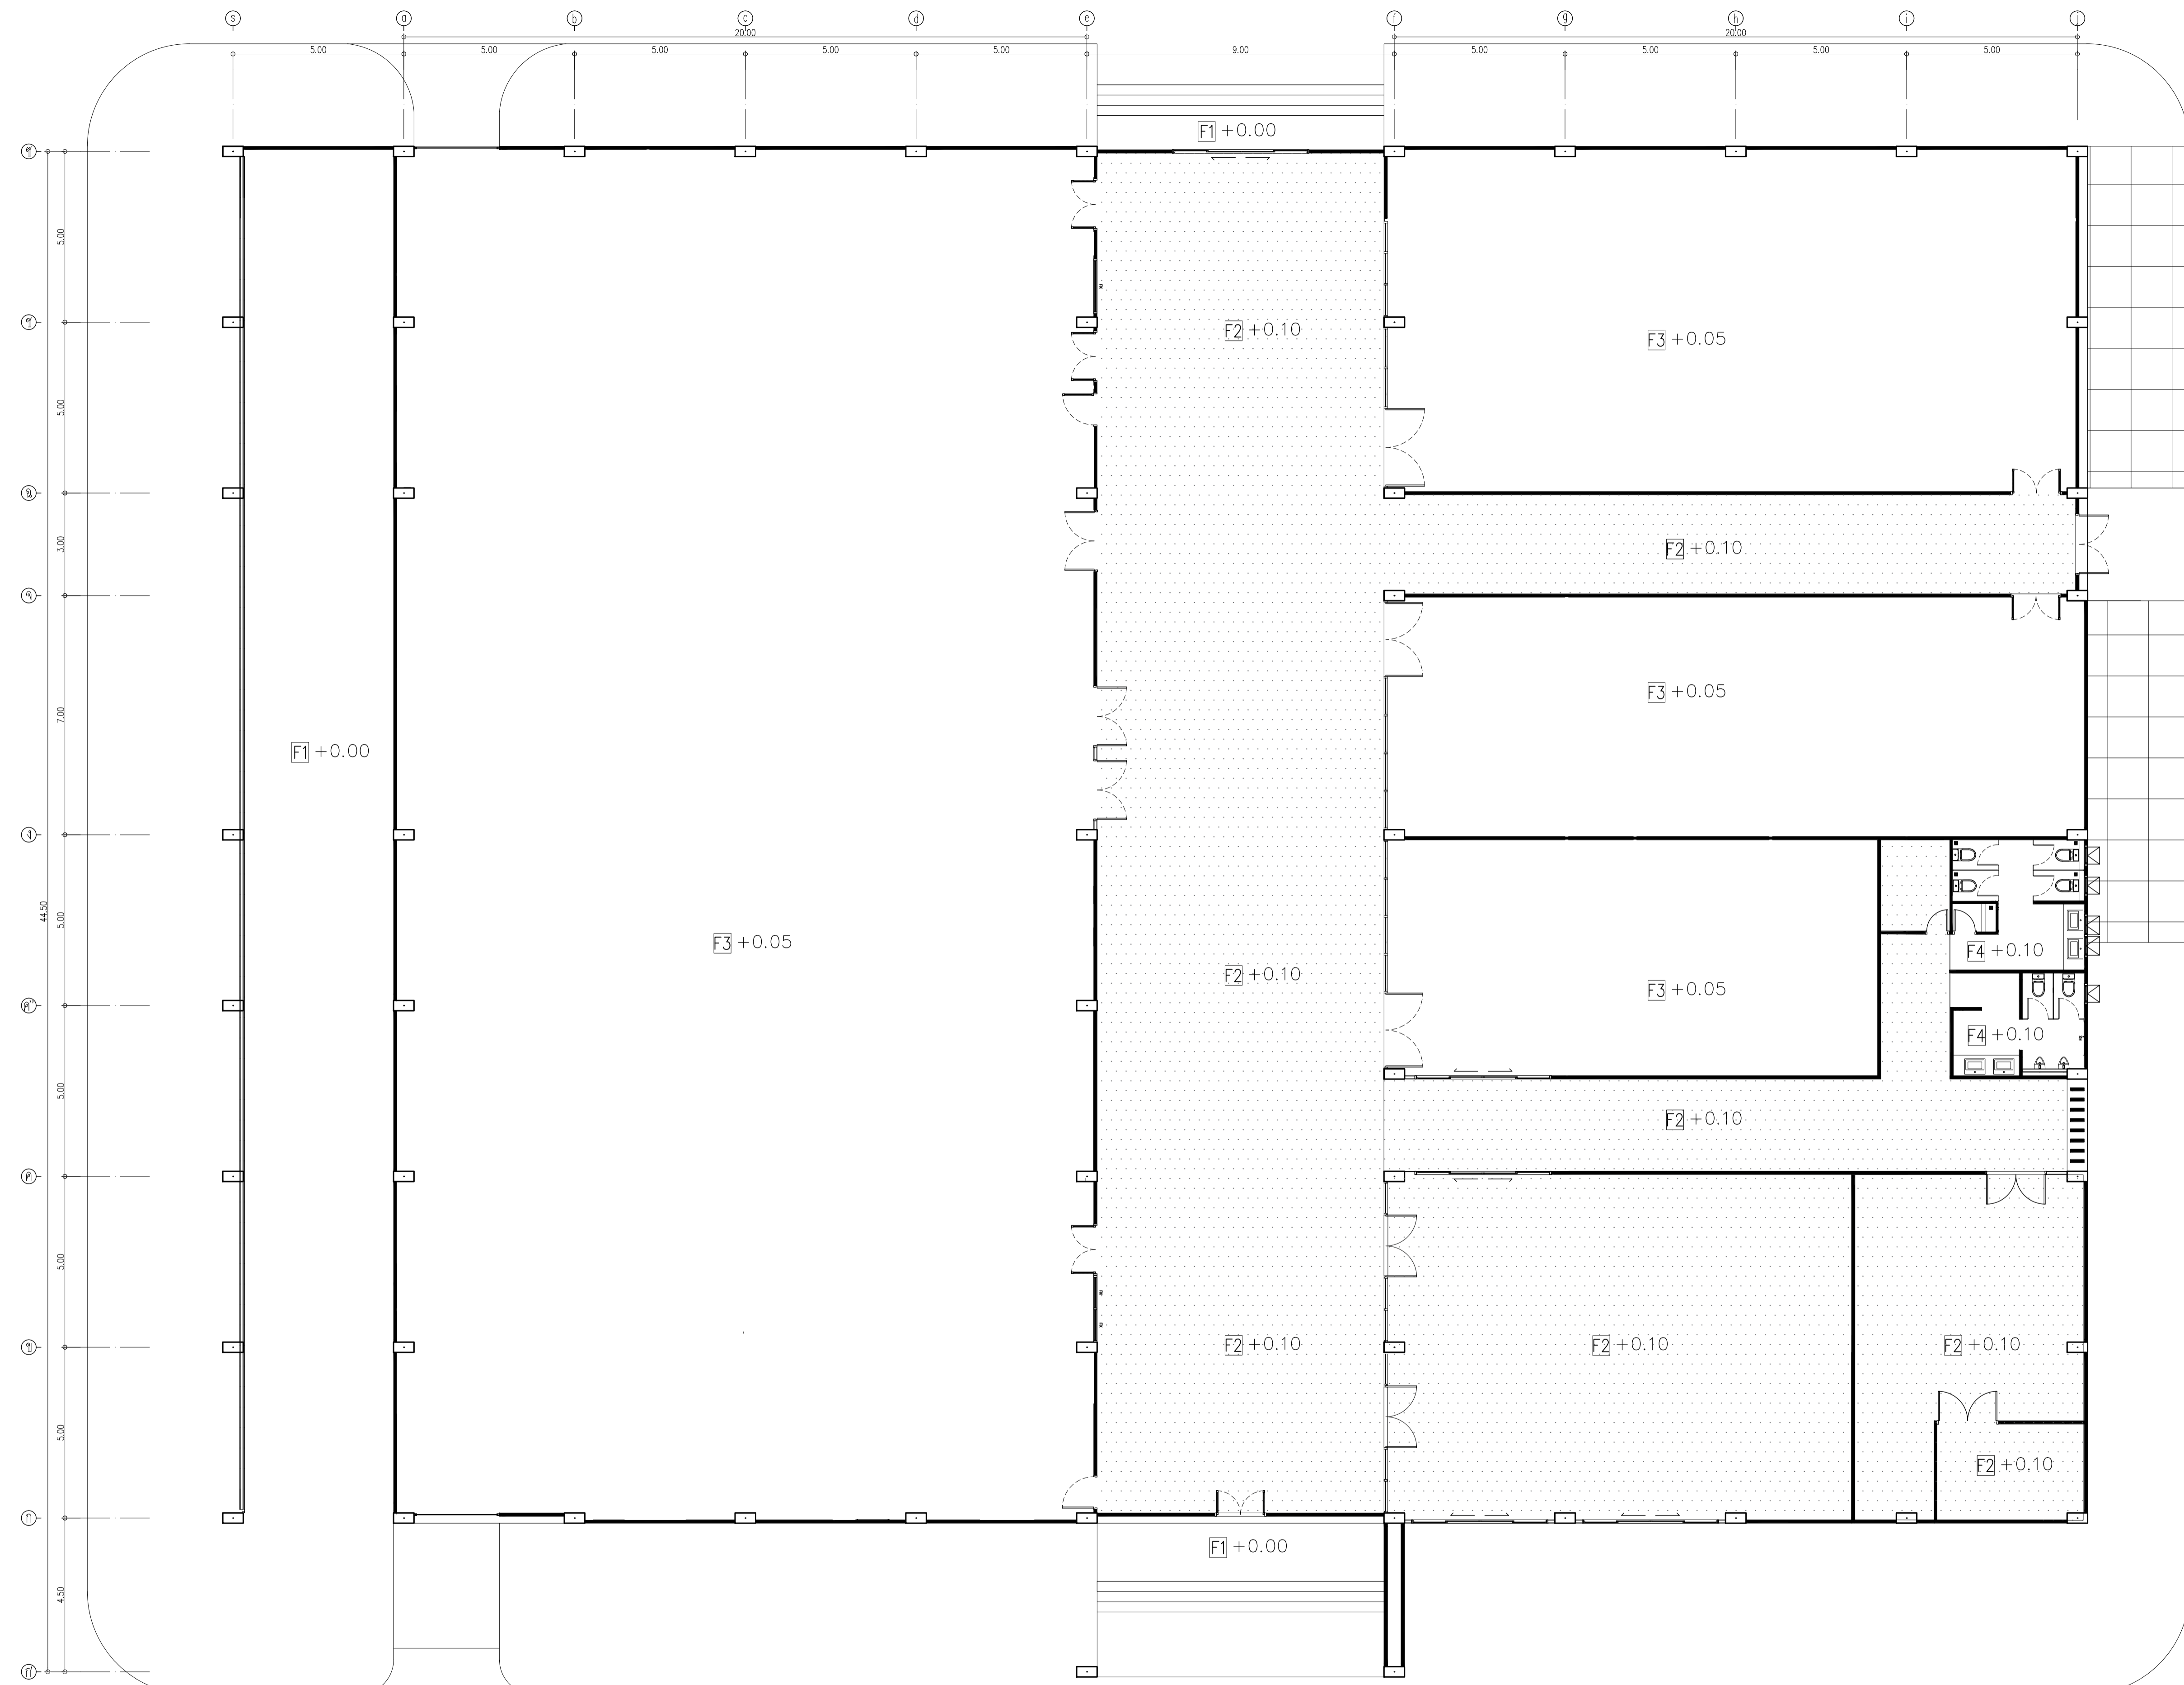 s a b c d e f g h i j
20.00 20.00
5.00 5.00 5.00 5.00 5.00 9.00 5.00 5.00 5.00 5.00
F1 +0.00
5.00
F2 +0.10
F3 +0.05
5.00
3.00
F2 +0.10
7.00
F3 +0.05
F1 +0.00
44.50
5.00
F3 +0.05
F4 +0.10
F2 +0.10
F3 +0.05
ค'
F4 +0.10
5.00
F2 +0.10
ค
5.00
F2 +0.10
F2 +0.10
F2 +0.10
ข
5.00
F2 +0.10
ก
F1 +0.00
4.50
ก'